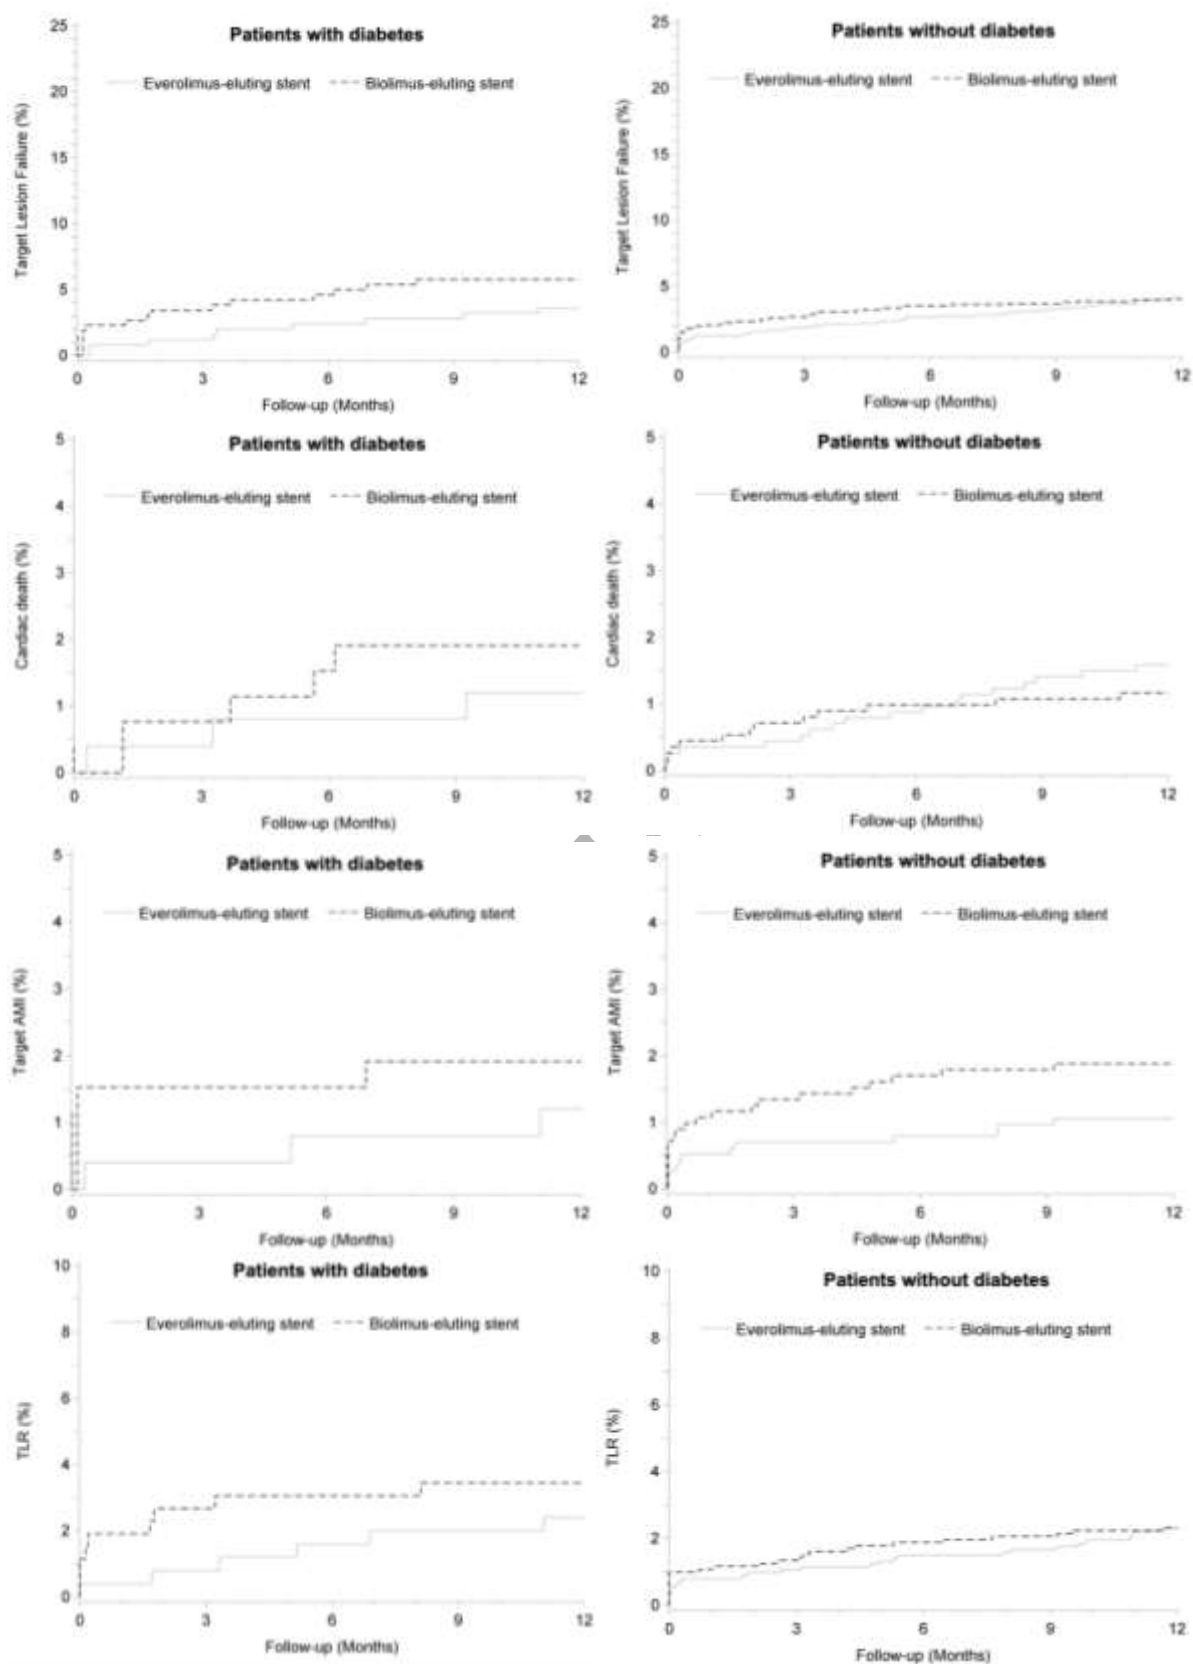 Patients with diabetes
Everolimus-eluting stent Biolimus-eluting stent
Target Lesion Failure (%)
25
20
15
10
5
0
0 3 6 9 12
Follow-up (Months)
Patients without diabetes
Everolimus-eluting stent Biolimus-eluting stent
Target Lesion Failure (%)
25
20
15
10
5
0
0 3 6 9 12
Follow-up (Months)
Patients with diabetes
Everolimus-eluting stent Biolimus-eluting stent
Cardiac death (%)
5
4
3
2
1
0
0 3 6 9 12
Follow-up (Months)
Patients without diabetes
Everolimus-eluting stent Biolimus-eluting stent
Cardiac death (%)
5
4
3
2
1
0
0 3 6 9 12
Follow-up (Months)
Patients with diabetes
Everolimus-eluting stent Biolimus-eluting stent
Target AMI (%)
5
4
3
2
1
0
0 3 6 9 12
Follow-up (Months)
Patients without diabetes
Everolimus-eluting stent Biolimus-eluting stent
Target AMI (%)
5
4
3
2
1
0
0 3 6 9 12
Follow-up (Months)
Patients with diabetes
Everolimus-eluting stent Biolimus-eluting stent
TLR (%)
10
8
6
4
2
0
0 3 6 9 12
Follow-up (Months)
Patients without diabetes
Everolimus-eluting stent Biolimus-eluting stent
TLR (%)
10
8
6
4
2
0
0 3 6 9 12
Follow-up (Months)